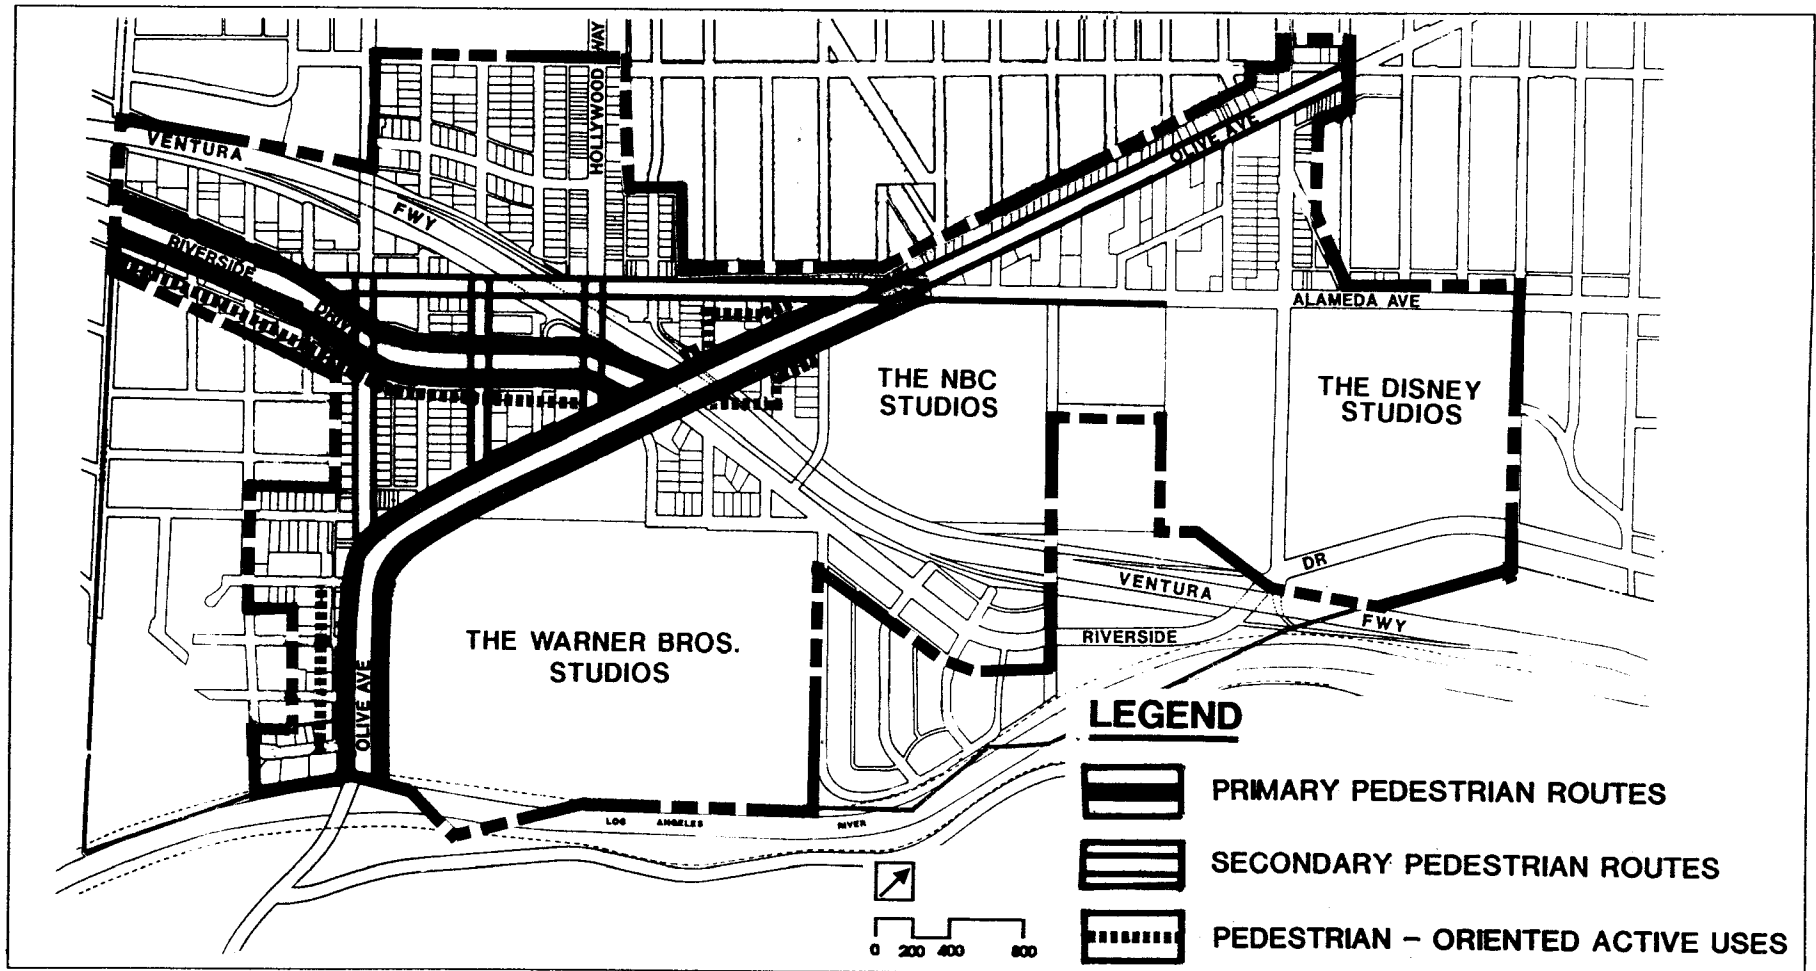 HOLLYWOOD WAY
VENTURA
FWY
OLIVE AVE
RIVERSIDE
DRIVE
ALAMEDA AVE
THE NBC
STUDIOS
THE DISNEY
STUDIOS
DR
VENTURA
FWY
RIVERSIDE
THE WARNER BROS.
STUDIOS
OLIVE AVE
LOS ANGELES RIVER
LEGEND
PRIMARY PEDESTRIAN ROUTES
SECONDARY PEDESTRIAN ROUTES
PEDESTRIAN - ORIENTED ACTIVE USES
0 200 400 800